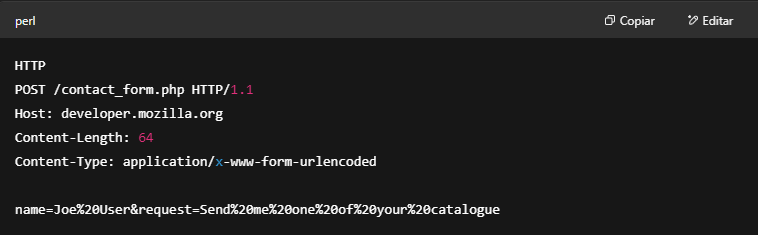 perl Copiar Editar
HTTP
POST /contact_form.php HTTP/1.1
Host: developer.mozilla.org
Content-Length: 64
Content-Type: application/x-www-form-urlencoded
name=Joe%20User&request=Send%20me%20one%20of%20your%20catalogue